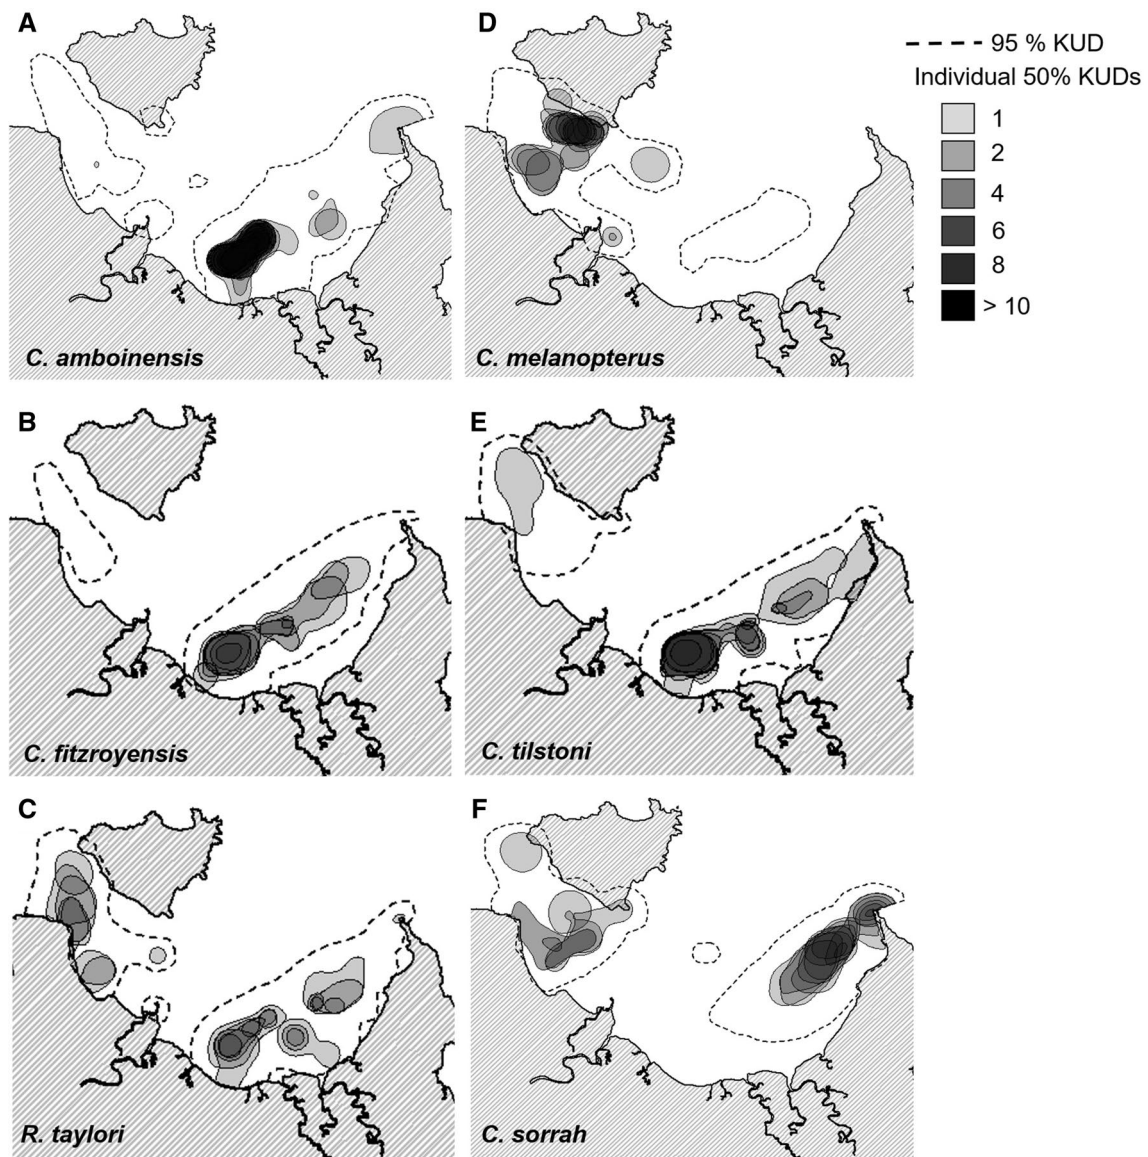 A
C. amboinensis
D
C. melanopterus
95 % KUD
Individual 50% KUDs
1
2
4
6
8
> 10
B
C. fitzroyensis
E
C. tilstoni
C
R. taylori
F
C. sorrah